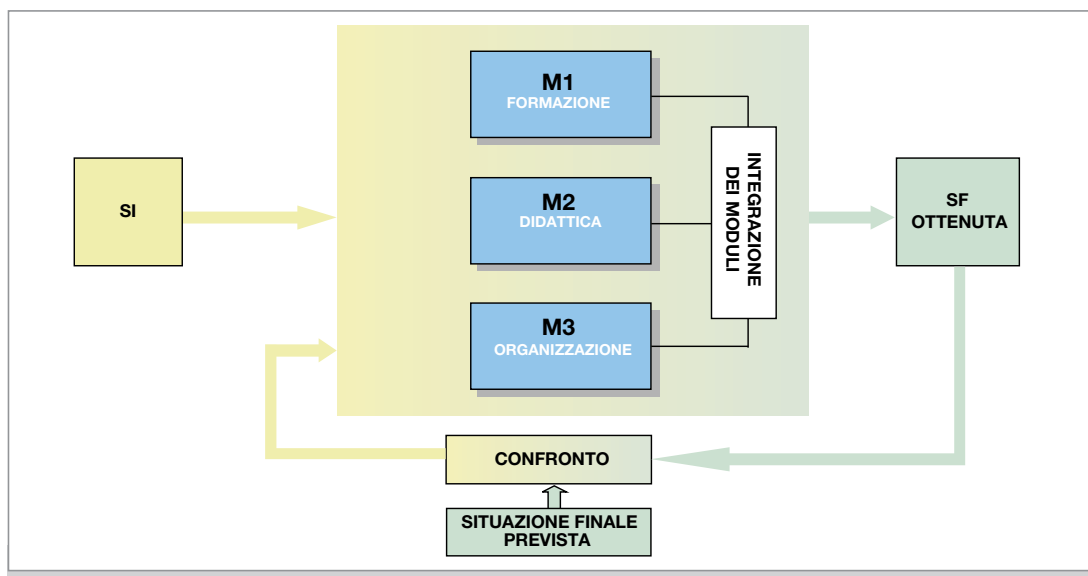 M1
FORMAZIONE
SI
M2
DIDATTICA
INTEGRAZIONE
DEI MODULI
SF
OTTENUTA
M3
ORGANIZZAZIONE
CONFRONTO
SITUAZIONE FINALE
PREVISTA